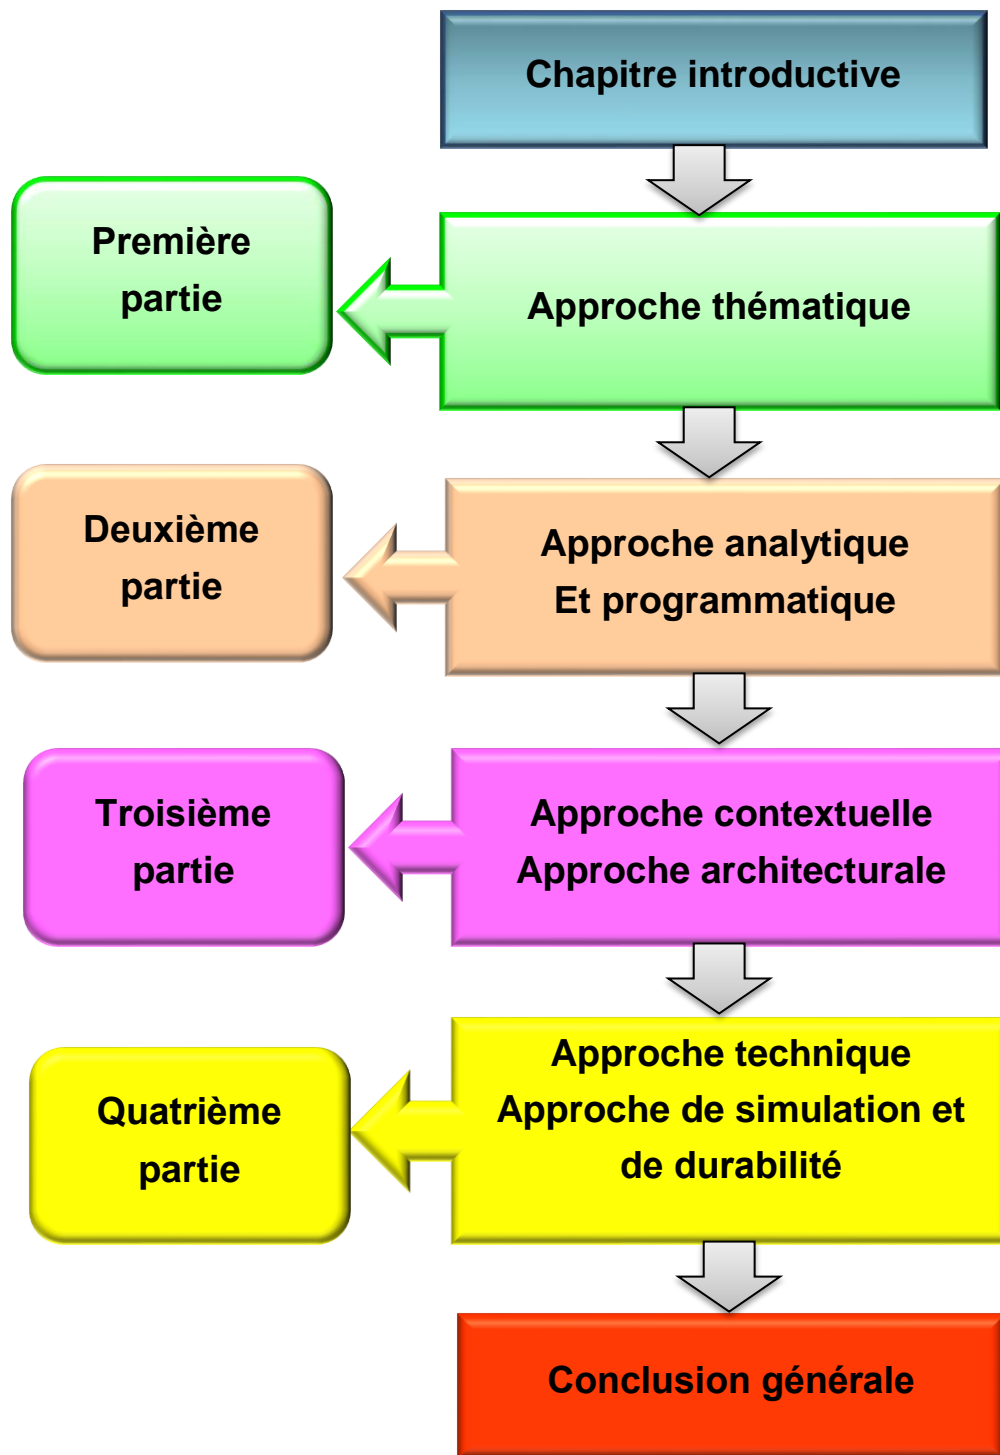 Chapitre introductive
Première
partie
Approche thématique
Deuxième
partie
Approche analytique
Et programmatique
Troisième
partie
Approche contextuelle
Approche architecturale
Quatrième
partie
Approche technique
Approche de simulation et
de durabilité
Conclusion générale